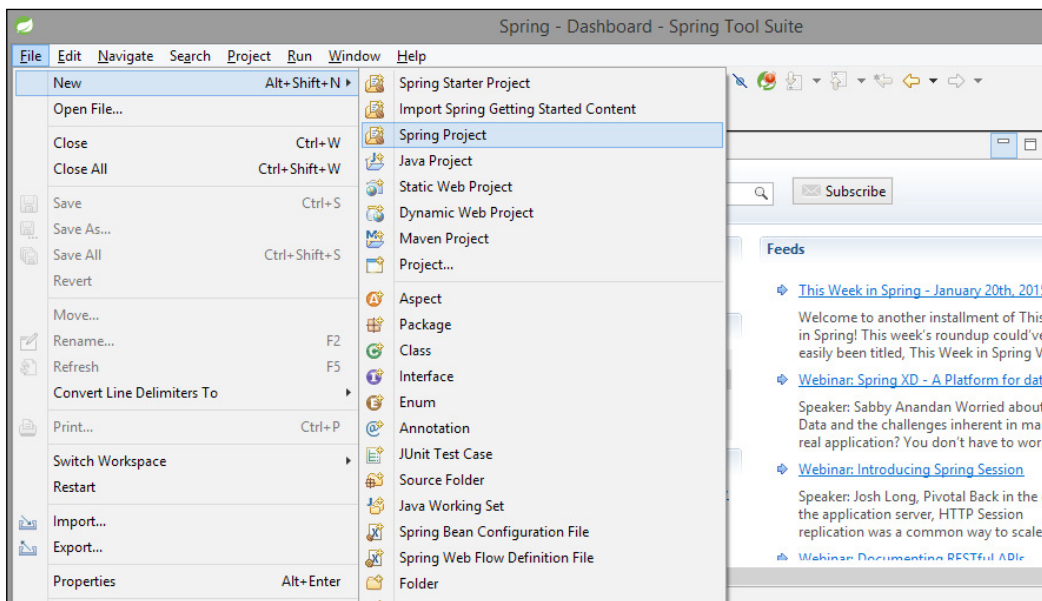 Spring - Dashboard - Spring Tool Suite
File Edit Navigate Search Project Run Window Help
New Alt+Shift+N
Open File...
Close Ctrl+W
Close All Ctrl+Shift+W
Save Ctrl+S
Save As...
Save All Ctrl+Shift+S
Revert
Move...
Rename... F2
Refresh F5
Convert Line Delimiters To
Print... Ctrl+P
Switch Workspace
Restart
Import...
Export...
Properties Alt+Enter
Spring Starter Project
Import Spring Getting Started Content
Spring Project
Java Project
Static Web Project
Dynamic Web Project
Maven Project
Project...
Aspect
Package
Class
Interface
Enum
Annotation
JUnit Test Case
Source Folder
Java Working Set
Spring Bean Configuration File
Spring Web Flow Definition File
Folder
Subscribe
Feeds
This Week in Spring - January 20th, 2015
Welcome to another installment of This
in Spring! This week's roundup could've
easily been titled, This Week in Spring
Webinar: Spring XD - A Platform for
Speaker: Sabby Anandan Worried about
Data and the challenges inherent in
real application? You don't have to
Webinar: Introducing Spring Session
Speaker: Josh Long, Pivotal Back in the
the application server, HTTP Session
replication was a common way to scale
Webinar: Documenting RESTful APIs